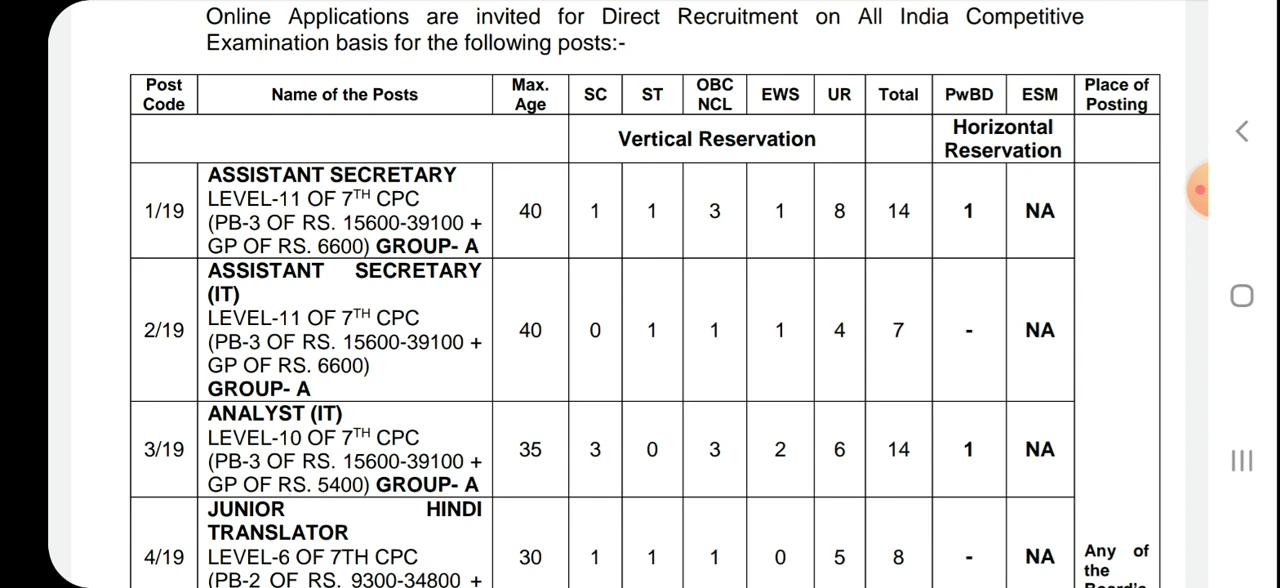 Online Applications are invited for Direct Recruitment on All India Competitive
Examination basis for the following posts:-
Post Code Name of the Posts Max. Age SC ST OBC NCL EWS UR Total PwBD ESM Place of Posting
Vertical Reservation Horizontal Reservation
1/19 ASSISTANT SECRETARY 40 1 1 3 1 8 14 1 NA
LEVEL-11 OF 7TH CPC
(PB-3 OF RS. 15600-39100 +
GP OF RS. 6600) GROUP- A
2/19 ASSISTANT SECRETARY 40 0 1 1 1 4 7 - NA
(IT)
LEVEL-11 OF 7TH CPC
(PB-3 OF RS. 15600-39100 +
GP OF RS. 6600)
GROUP- A
3/19 ANALYST (IT) 35 3 0 3 2 6 14 1 NA
LEVEL-10 OF 7TH CPC
(PB-3 OF RS. 15600-39100 +
GP OF RS. 5400) GROUP- A
4/19 JUNIOR HINDI 30 1 1 1 0 5 8 - NA
TRANSLATOR
LEVEL-6 OF 7TH CPC
(PB-2 OF RS. 9300-34800 +
Any of
the